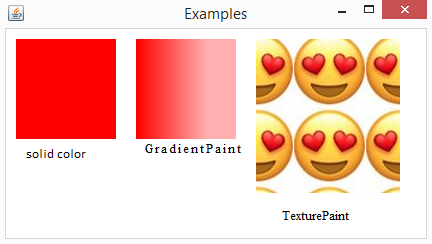 Examples
solid color
GradientPaint
TexturePaint